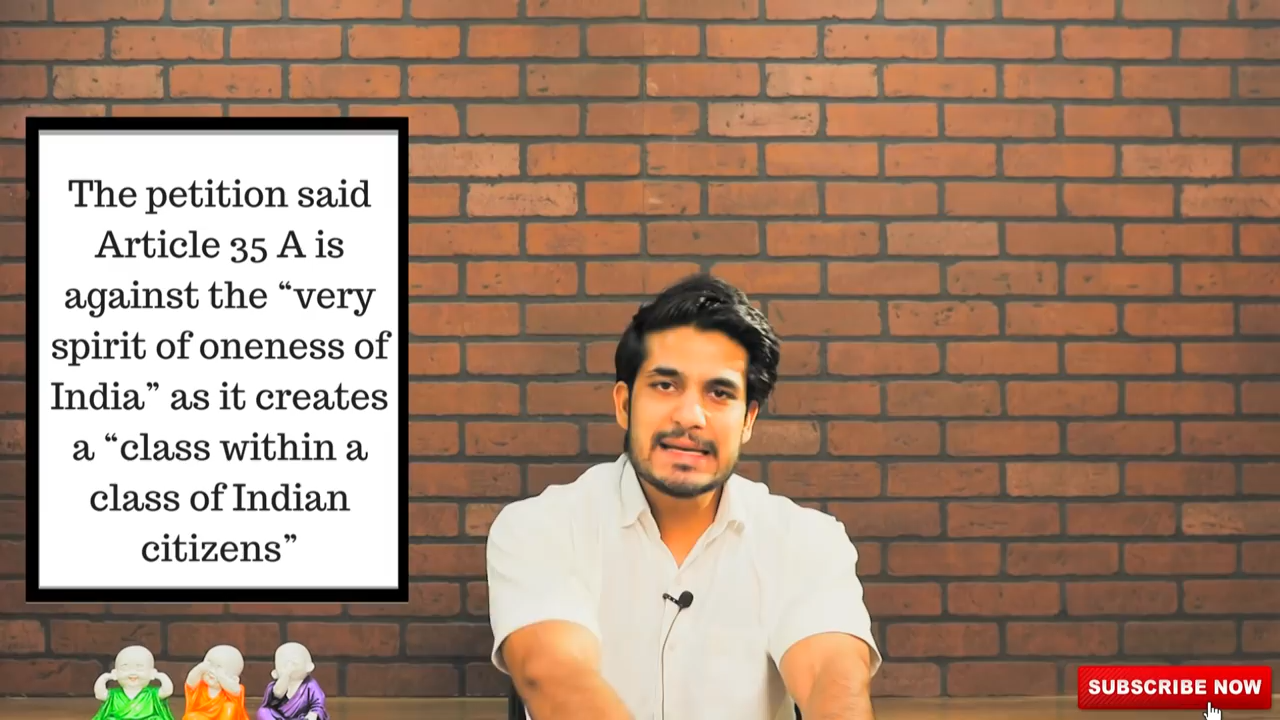 The petition said
Article 35 A is
against the “very
spirit of oneness of
India” as it creates
a “class within a
class of Indian
citizens”
SUBSCRIBE NOW